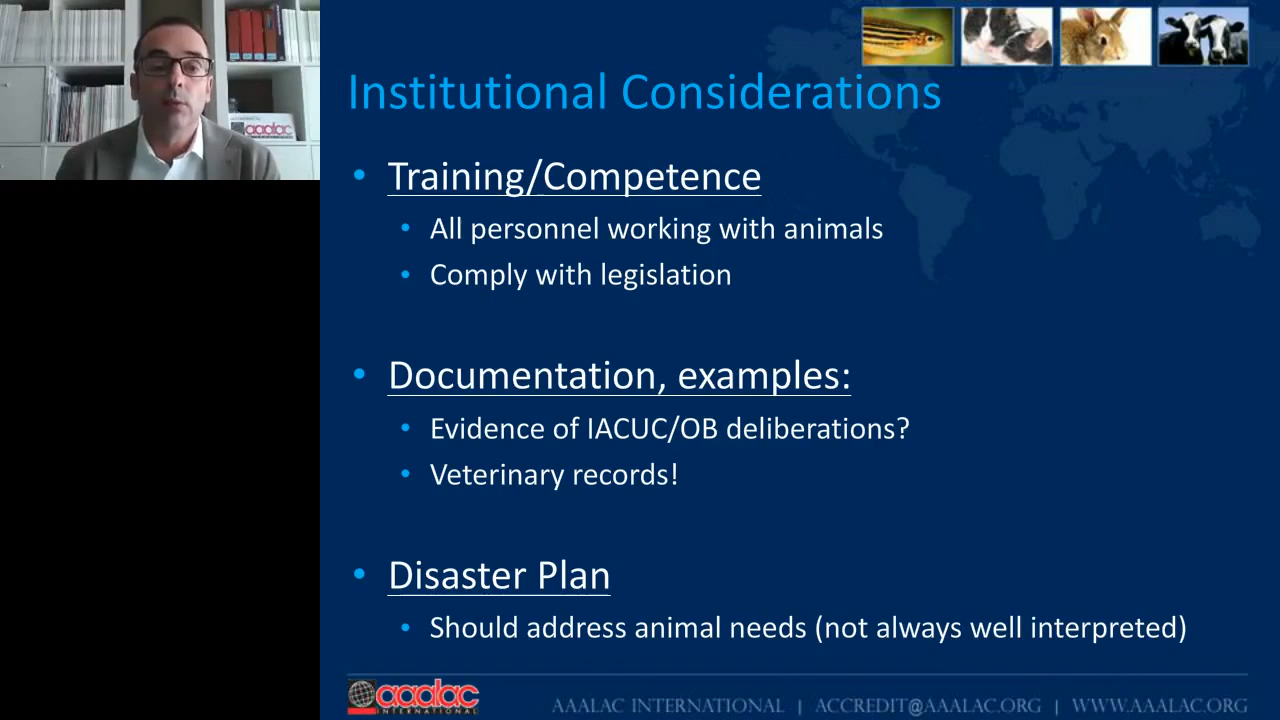 aalac
Institutional Considerations
• Training/Competence
• All personnel working with animals
• Comply with legislation
• Documentation, examples:
• Evidence of IACUC/OB deliberations?
• Veterinary records!
• Disaster Plan
• Should address animal needs (not always well interpreted)
aaalac
INTERNATIONAL
AAALAC INTERNATIONAL | ACCREDIT@AAALAC.ORG | WWW.AAALAC.ORG